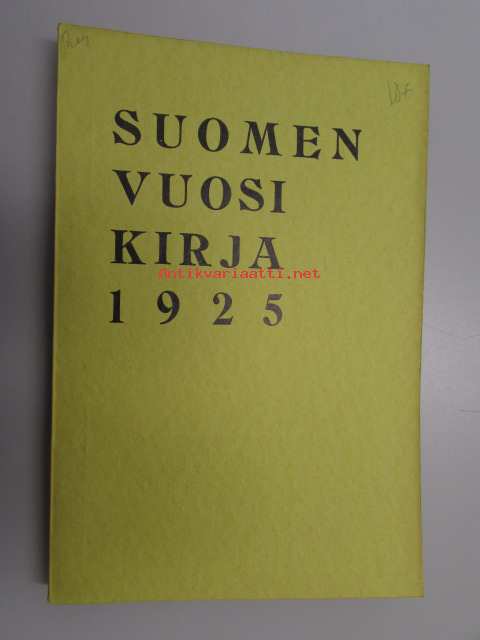 SUOMEN
VUOSI
KIRJA
Antikvariaatti.net
1925